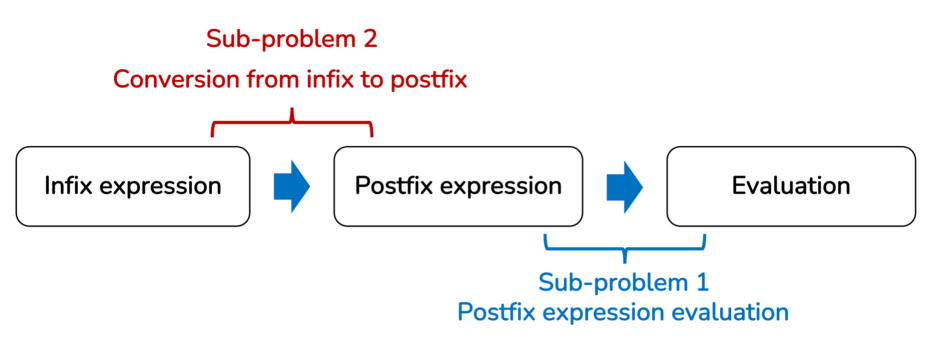 Sub-problem 2
Conversion from infix to postfix
Infix expression
Postfix expression
Evaluation
Sub-problem 1
Postfix expression evaluation